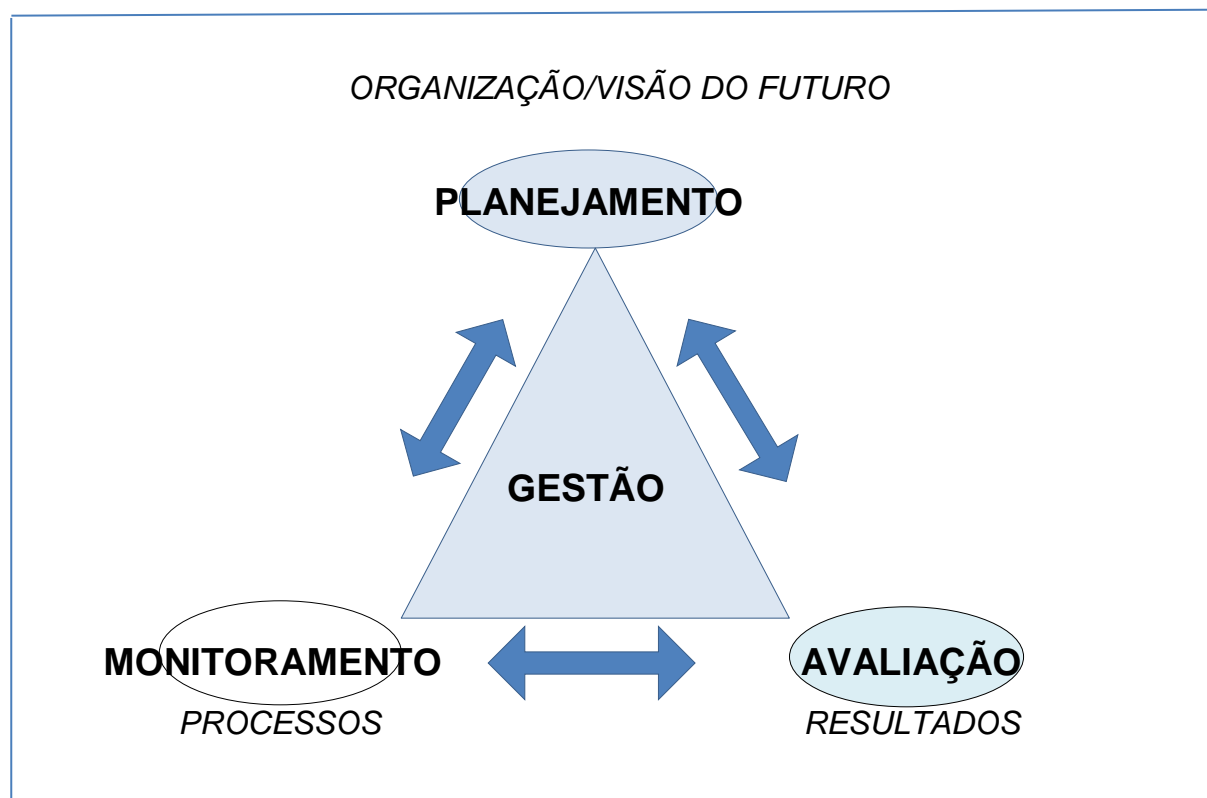 ORGANIZAÇÃO/VISÃO DO FUTURO
PLANEJAMENTO
GESTÃO
MONITORAMENTO
AVALIAÇÃO
PROCESSOS
RESULTADOS